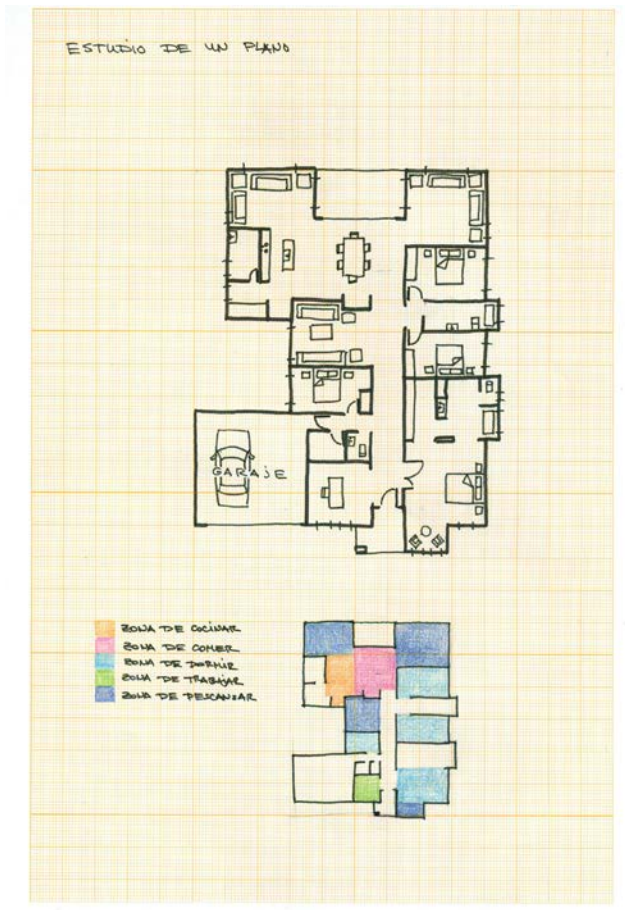 ESTUDIO DE UN PLANO
GARAJE
ZONA DE COCINAR
ZONA DE COMER
ZONA DE DORMIR
ZONA DE TRABAJAR
ZONA DE DESCANSAR